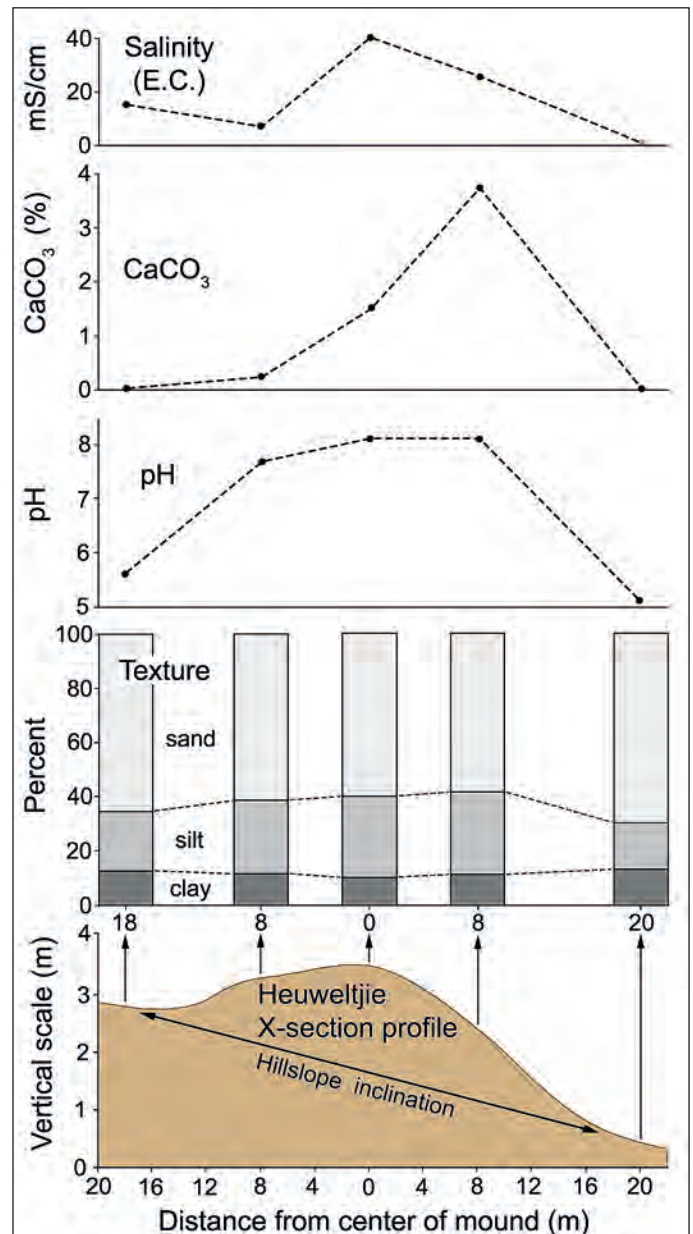 40
Salinity
(E.C.)
mS/cm
20
0
4
3
CaCO3 (%)
CaCO3
2
1
0
8
pH
pH
7
6
5
100
Texture
80
sand
60
Percent
40
silt
20
clay
0
18 8 0 8 20
4
Heuweltjie
X-section profile
3
Vertical scale (m)
2
Hillslope inclination
1
0
20 16 12 8 4 0 4 8 12 16 20
Distance from center of mound (m)